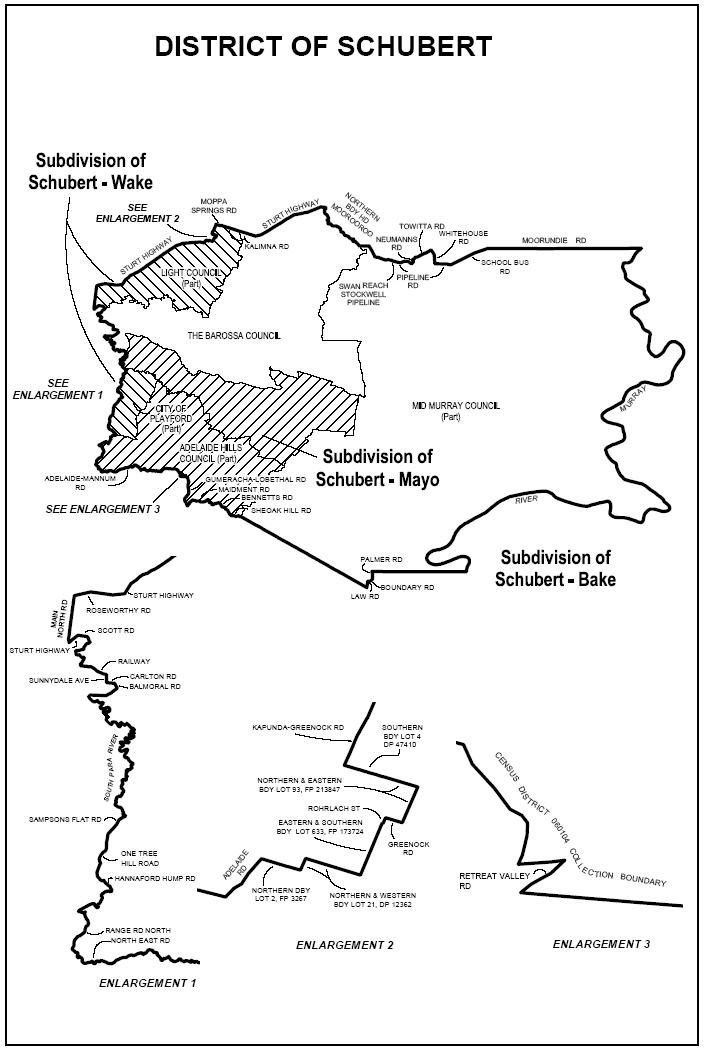 DISTRICT OF SCHUBERT
Subdivision of
Schubert - Wake
SEE
ENLARGEMENT 2
MOPPA
SPRINGS RD
STURT HIGHWAY
KALIMNA RD
STURT HIGHWAY
NORTHERN
BDY HD
MOOROOROO
NEUMANNS
RD
TOWITTA RD
WHITEHOUSE
RD
MOORUNDIE RD
SCHOOL BUS
RD
PIPELINE
RD
SWAN REACH
STOCKWELL
PIPELINE
LIGHT COUNCIL
(Part)
THE BAROSSA COUNCIL
SEE
ENLARGEMENT 1
CITY OF
PLAYFORD
(Part)
MID MURRAY COUNCIL
(Part)
MURRAY
ADELAIDE HILLS
COUNCIL (Part)
Subdivision of
Schubert - Mayo
ADELAIDE-MANNUM
RD
GUMERACHA-LOBETHAL RD
MAIDMENT RD
BENNETTS RD
SHEOAK HILL RD
SEE ENLARGEMENT 3
RIVER
PALMER RD
BOUNDARY RD
LAW RD
Subdivision of
Schubert - Bake
STURT HIGHWAY
ROSEWORTHY RD
MAIN
NORTH RD
SCOTT RD
STURT HIGHWAY
RAILWAY
SUNNYDALE AVE
CARLTON RD
BALMORAL RD
SOUTH PARA RIVER
SAMPSONS FLAT RD
ONE TREE
HILL ROAD
HANNAFORD HUMP RD
RANGE RD NORTH
NORTH EAST RD
ENLARGEMENT 1
KAPUNDA-GREENOCK RD
SOUTHERN
BDY LOT 4
DP 47410
NORTHERN & EASTERN
BDY LOT 93, FP 213847
ROHRLACH ST
EASTERN & SOUTHERN
BDY LOT 633, FP 173724
GREENOCK
RD
ADELAIDE
RD
NORTHERN DBY
LOT 2, FP 3267
NORTHERN & WESTERN
BDY LOT 21, DP 12362
ENLARGEMENT 2
CENSUS DISTRICT 060104 COLLECTION BOUNDARY
RETREAT VALLEY
RD
ENLARGEMENT 3